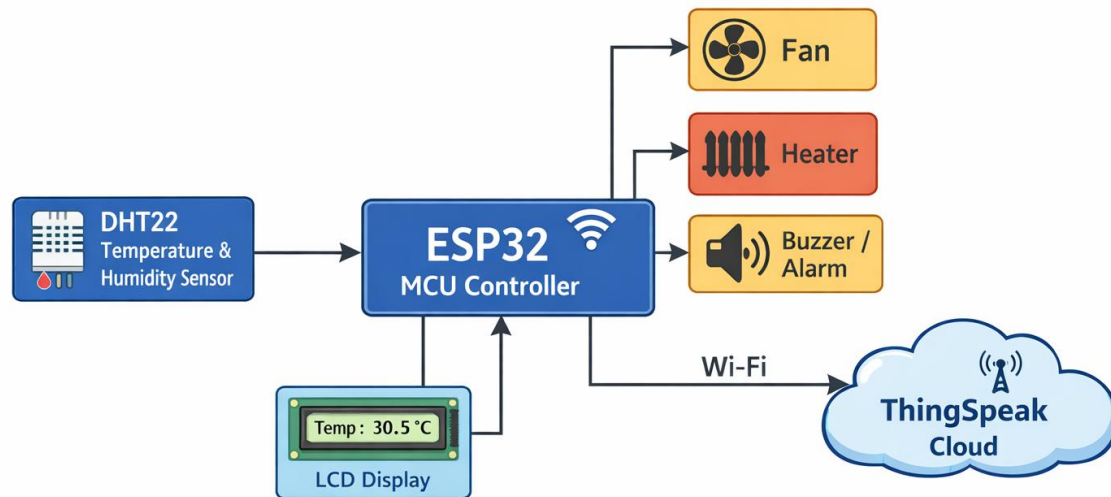 Fan
Heater
DHT22
Temperature &
Humidity Sensor
ESP32
MCU Controller
Buzzer /
Alarm
Wi-Fi
Temp : 30.5 °C
LCD Display
ThingSpeak
Cloud